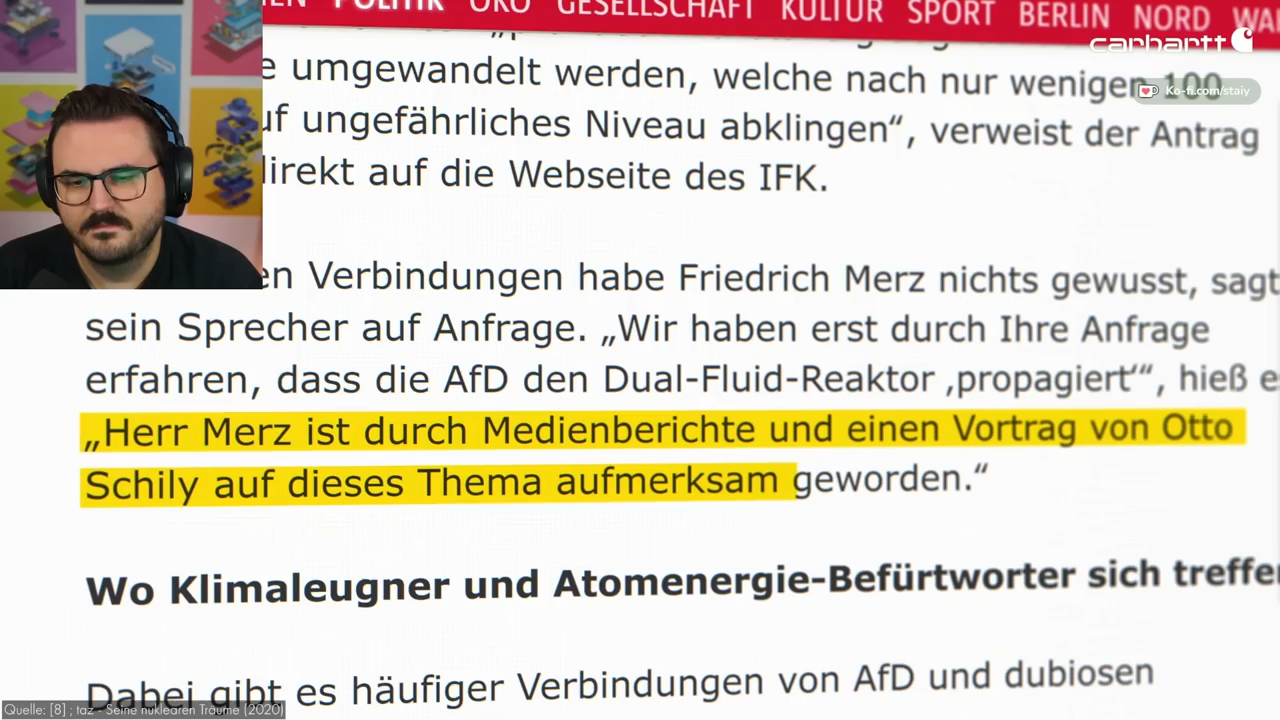 POLITIK ÖKO GESELLSCHAFT KULTUR SPORT BERLIN NORD
carhartt
Ko-fi.com/staiy
e umgewandelt werden, welche nach nur wenigen 100
uf ungefährliches Niveau abklingen“, verweist der Antrag
direkt auf die Webseite des IFK.
en Verbindungen habe Friedrich Merz nichts gewusst, sagt
sein Sprecher auf Anfrage. „Wir haben erst durch Ihre Anfrage
erfahren, dass die AfD den Dual-Fluid-Reaktor ‚propagiert‘“, hieß e
„Herr Merz ist durch Medienberichte und einen Vortrag von Otto
Schily auf dieses Thema aufmerksam geworden.“
Wo Klimaleugner und Atomenergie-Befürtworter sich treffe
Dabei gibt es häufiger Verbindungen von AfD und dubiosen
Quelle: [8] ; taz - Seine nuklearen Träume (2020)